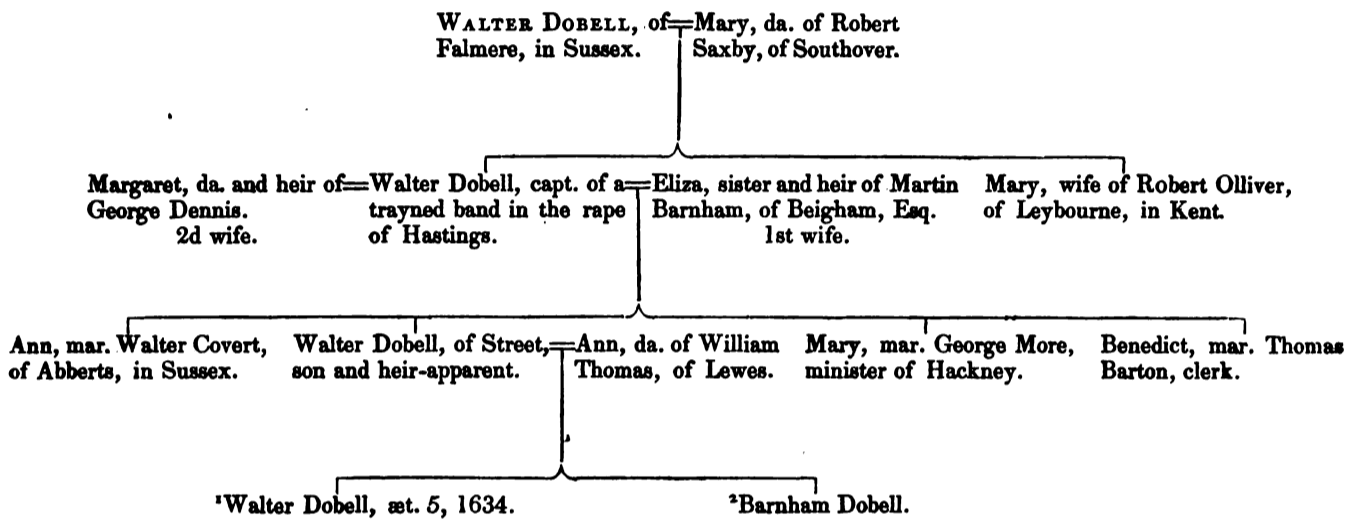 WALTER DOBELL, of=Mary, da. of Robert
Falmere, in Sussex. Saxby, of Southover.
Margaret, da. and heir of=Walter Dobell, capt. of a=Eliza, sister and heir of Martin Mary, wife of Robert Olliver,
George Dennis. trayned band in the rape Barnham, of Beigham, Esq. of Leybourne, in Kent.
2d wife. of Hastings. 1st wife.
Ann, mar. Walter Covert, Walter Dobell, of Street,=Ann, da. of William Mary, mar. George More, Benedict, mar. Thomas
of Abberts, in Sussex. son and heir-apparent. Thomas, of Lewes. minister of Hackney. Barton, clerk.
¹Walter Dobell, æt. 5, 1634. ²Barnham Dobell.